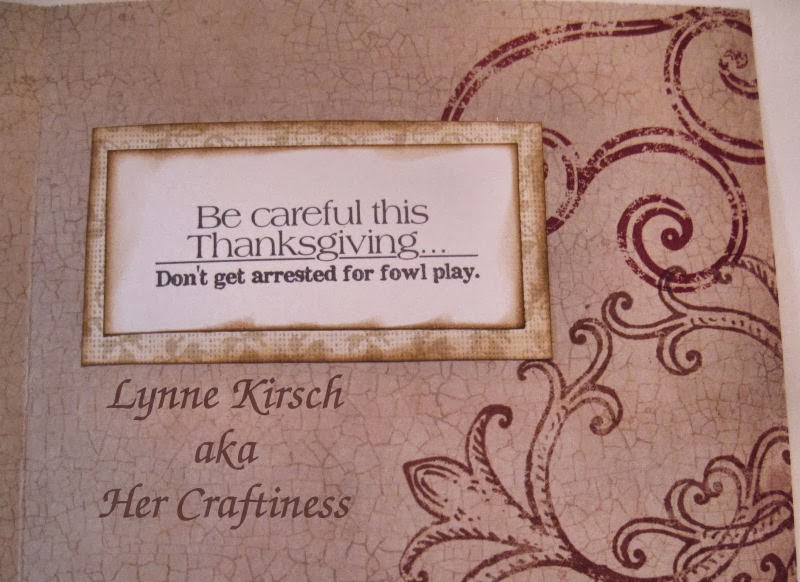 Be careful this
Thanksgiving...
Don't get arrested for fowl play.
Lynne Kirsch
aka
Her Craftiness